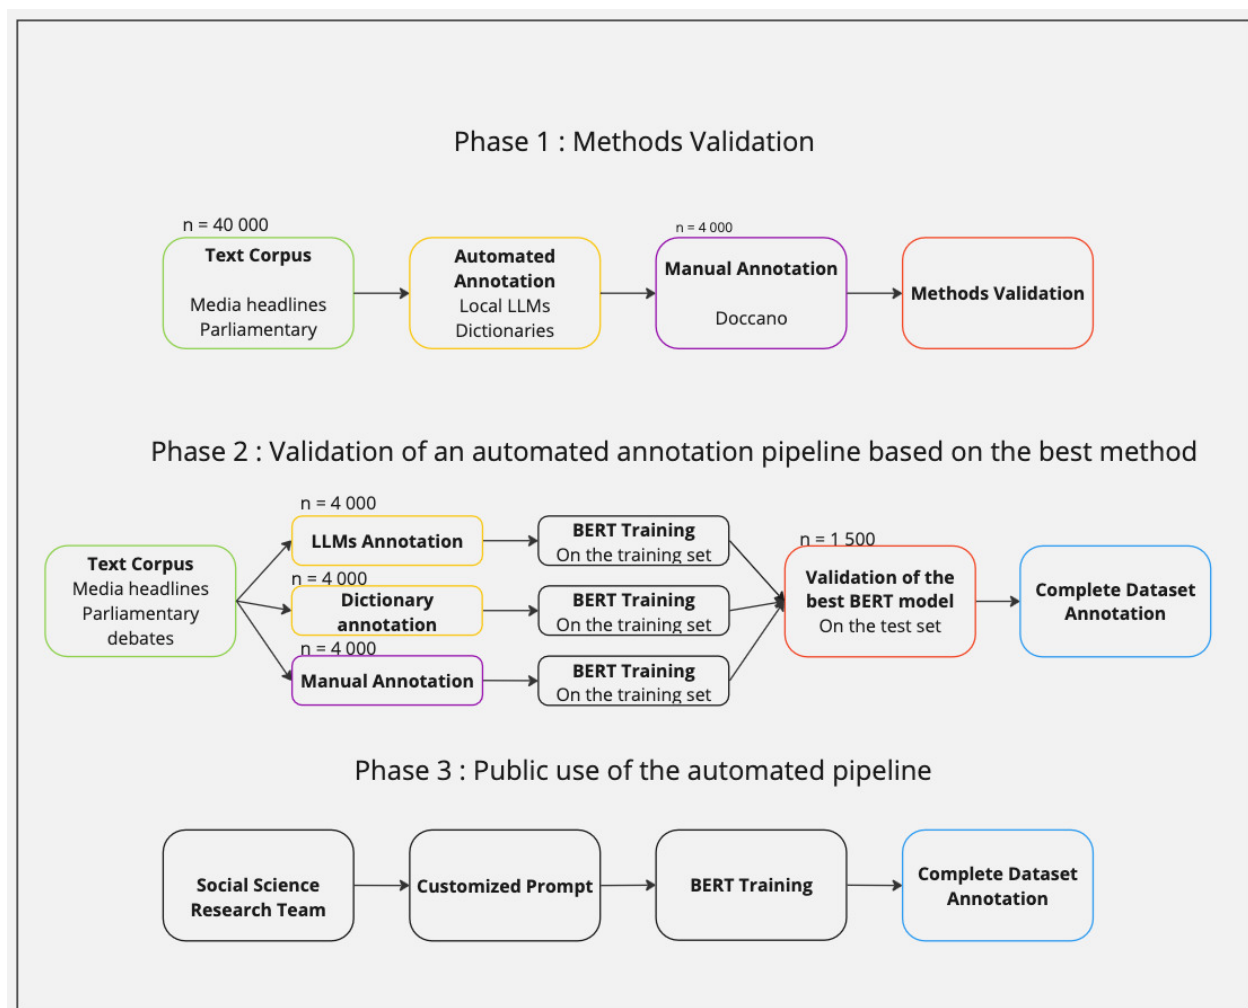 Phase 1 : Methods Validation
n = 40 000
Text Corpus
Media headlines
Parliamentary
Automated
Annotation
Local LLMs
Dictionaries
n = 4 000
Manual Annotation
Doccano
Methods Validation
Phase 2 : Validation of an automated annotation pipeline based on the best method
Text Corpus
Media headlines
Parliamentary
debates
n = 4 000
LLMs Annotation
n = 4 000
Dictionary
annotation
n = 4 000
Manual Annotation
BERT Training
On the training set
BERT Training
On the training set
BERT Training
On the training set
n = 1 500
Validation of the
best BERT model
On the test set
Complete Dataset
Annotation
Phase 3 : Public use of the automated pipeline
Social Science
Research Team
Customized Prompt
BERT Training
Complete Dataset
Annotation